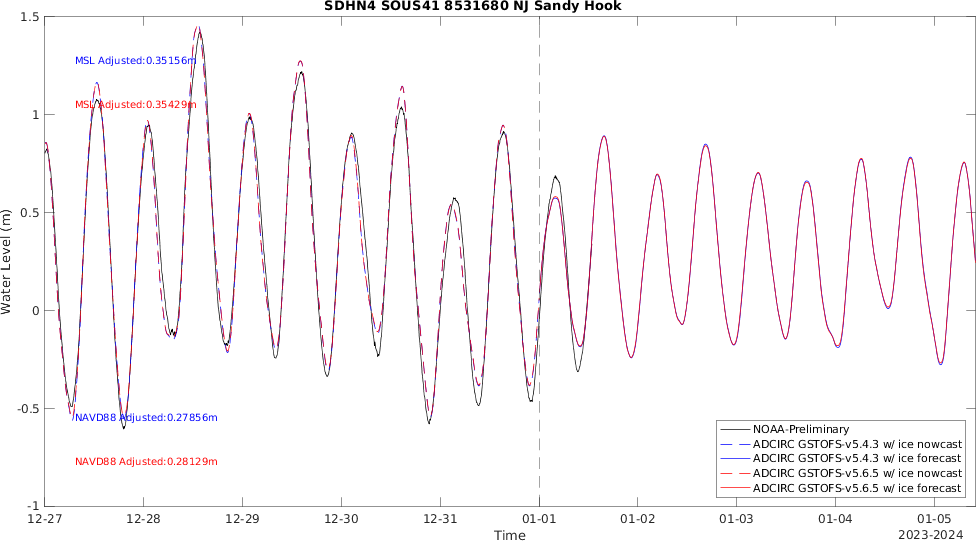 SDHN4 SOUS41 8531680 NJ Sandy Hook
1.5
MSL Adjusted:0.35156m
MSL Adjusted:0.35429m
1
0.5
Water Level (m)
0
-0.5
NAVD88 Adjusted:0.27856m
NAVD88 Adjusted:0.28129m
NOAA-Preliminary
ADCIRC GSTOFS-v5.4.3 w/ ice nowcast
ADCIRC GSTOFS-v5.4.3 w/ ice forecast
ADCIRC GSTOFS-v5.6.5 w/ ice nowcast
ADCIRC GSTOFS-v5.6.5 w/ ice forecast
-1
12-27 12-28 12-29 12-30 12-31 01-01 01-02 01-03 01-04 01-05
Time
2023-2024